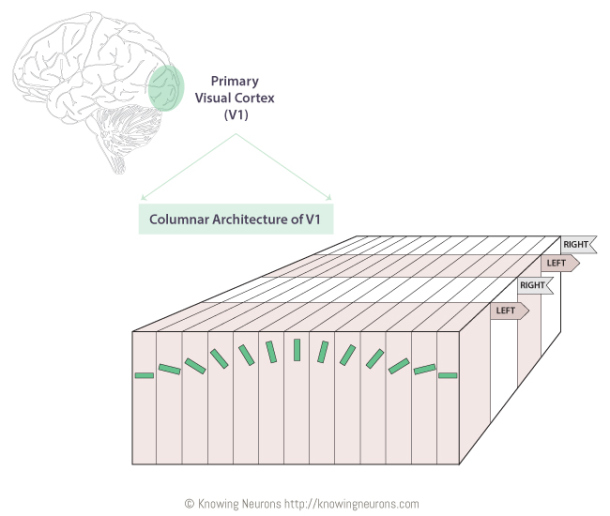 Primary
Visual Cortex
(V1)
Columnar Architecture of V1
RIGHT
LEFT
RIGHT
LEFT
© Knowing Neurons http://knowingneurons.com